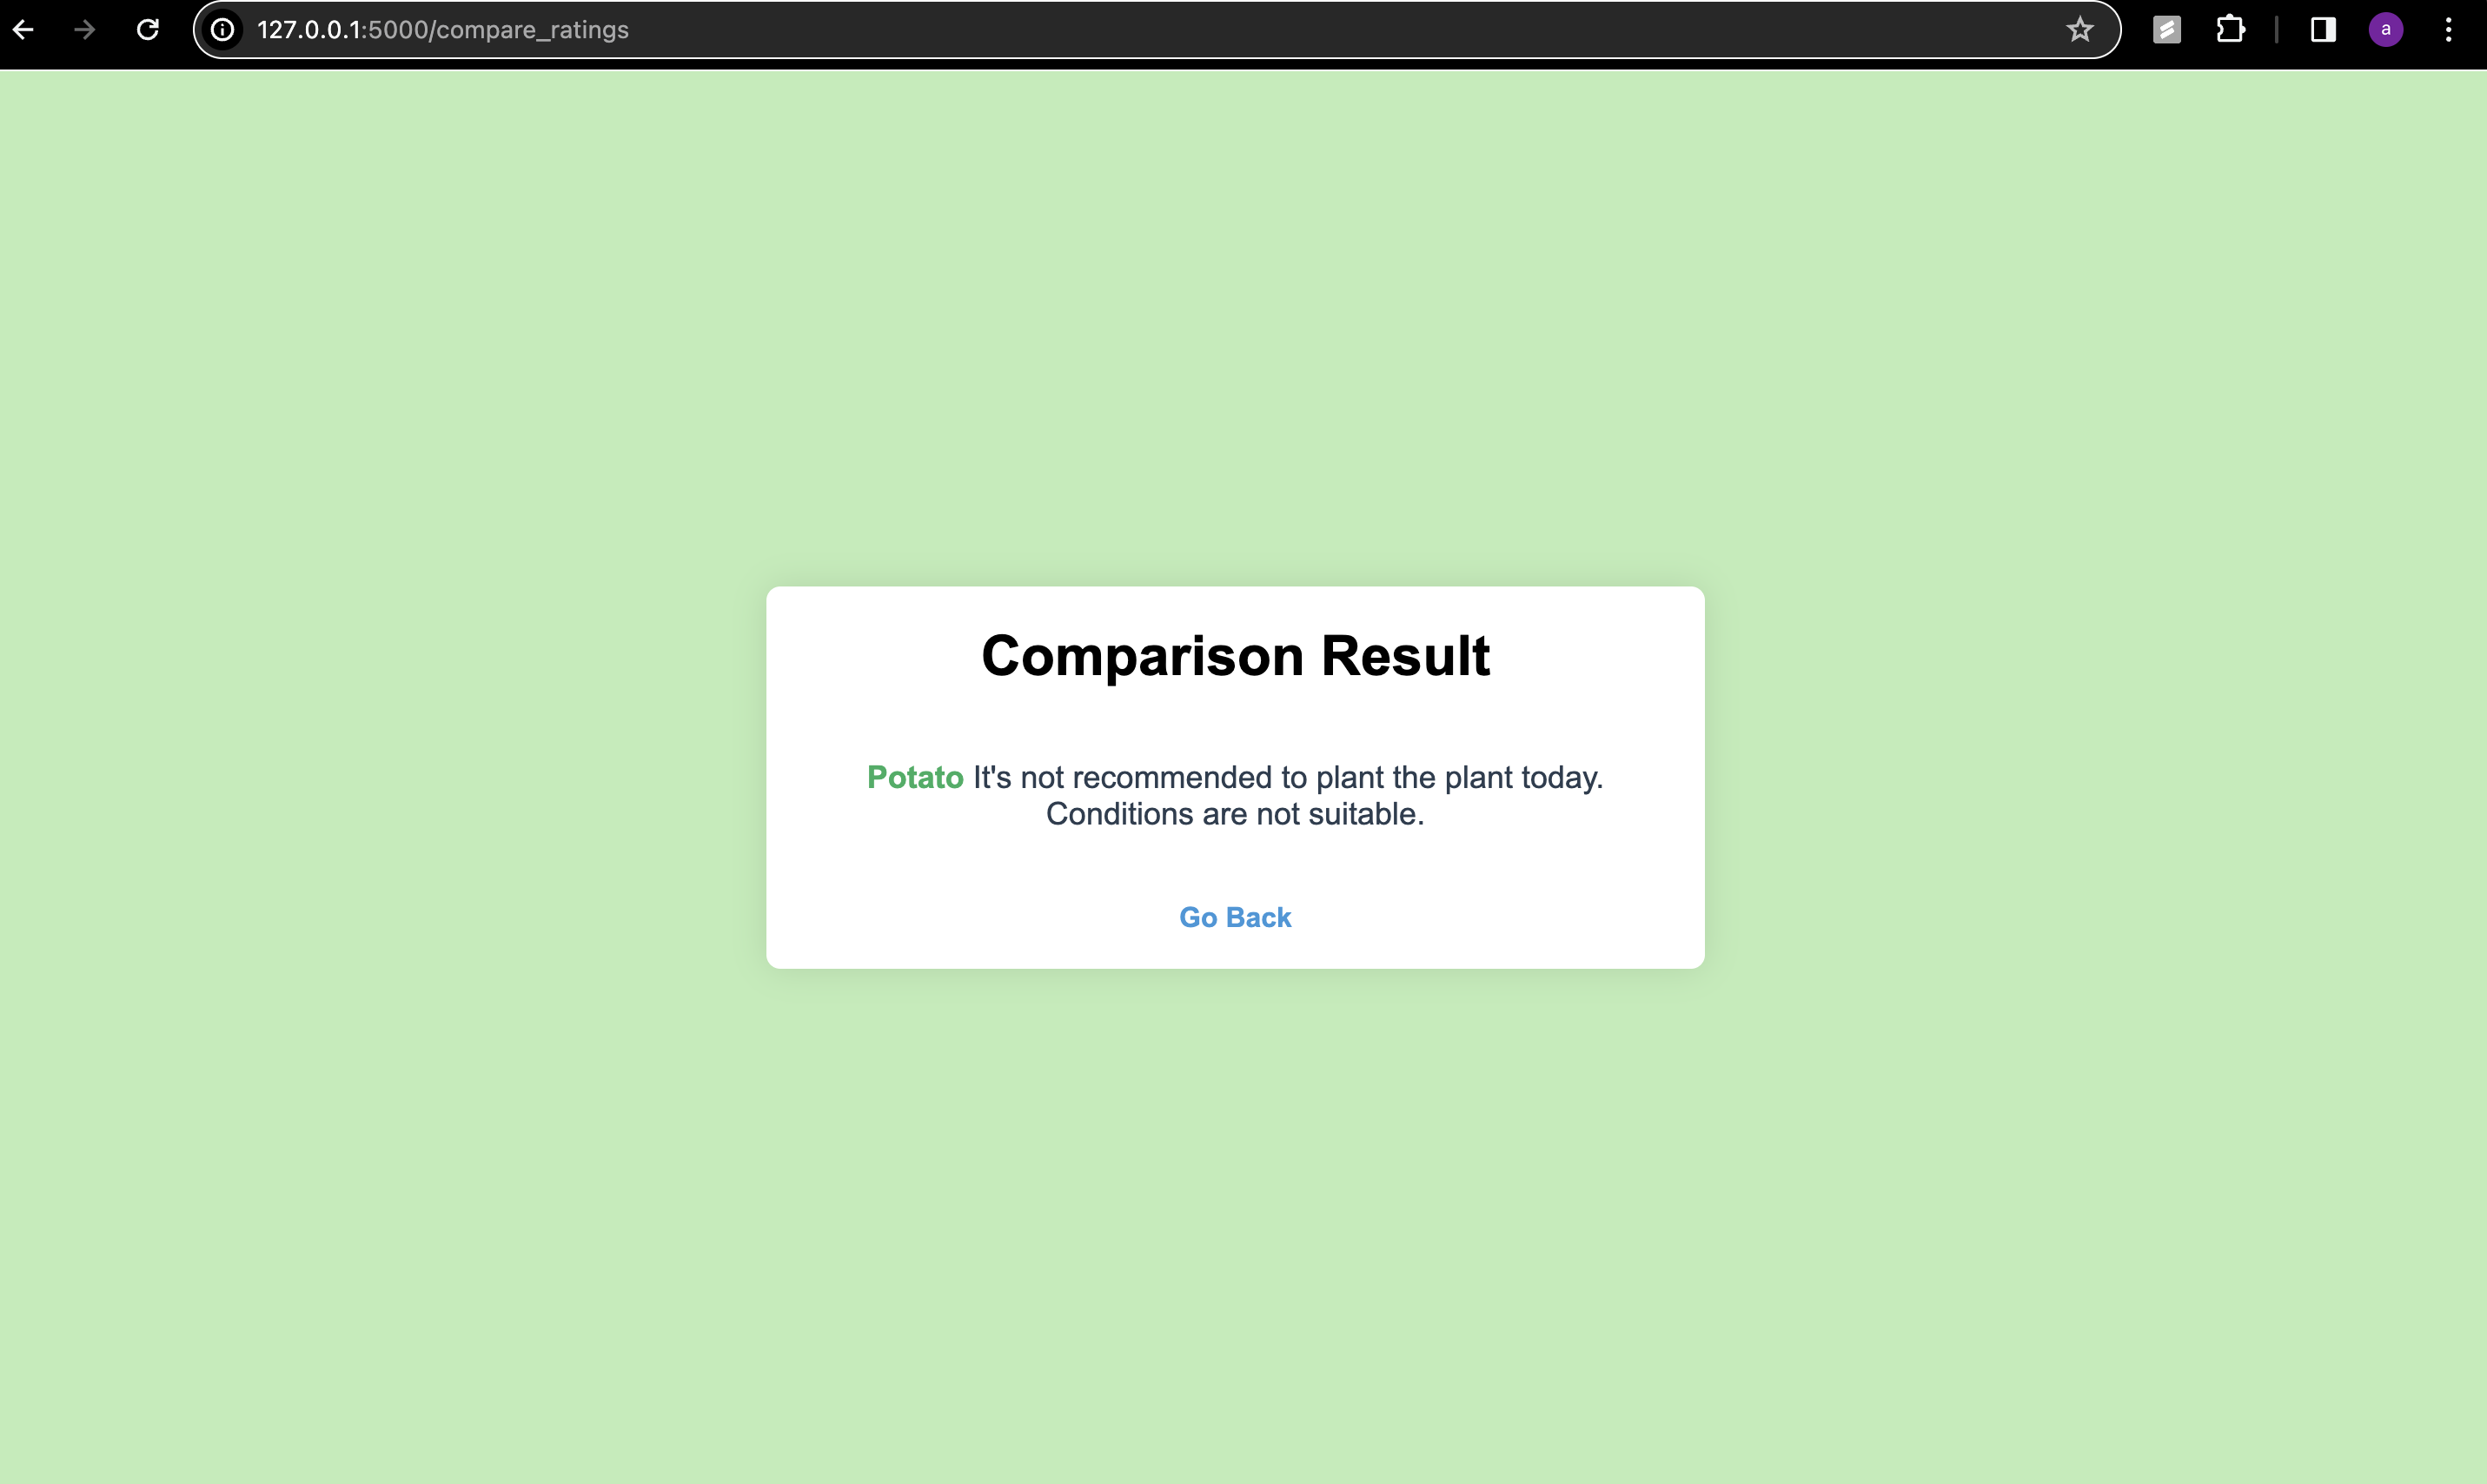 127.0.0.1:5000/compare_ratings
a
Comparison Result
Potato It's not recommended to plant the plant today.
Conditions are not suitable.
Go Back